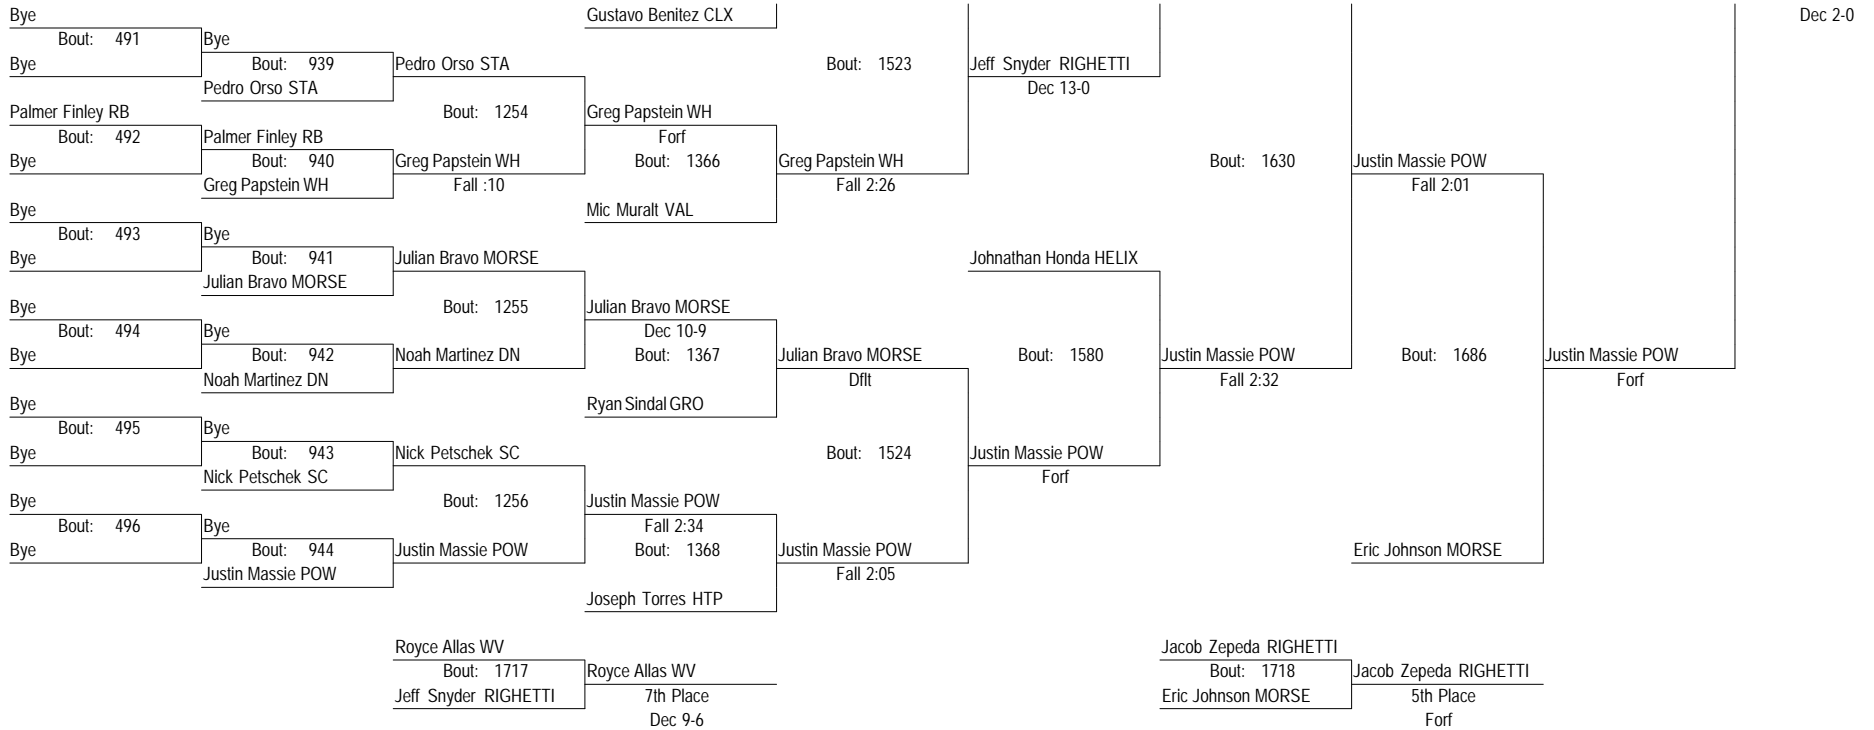 Bye
Gustavo Benitez CLX
Dec 2-0
Bout: 491
Bye
Bye
Bout: 939
Pedro Orso STA
Bout: 1523
Jeff Snyder RIGHETTI
Pedro Orso STA
Dec 13-0
Palmer Finley RB
Bout: 1254
Greg Papstein WH
Bout: 492
Palmer Finley RB
Forf
Bye
Bout: 940
Greg Papstein WH
Bout: 1366
Greg Papstein WH
Bout: 1630
Justin Massie POW
Greg Papstein WH
Fall :10
Fall 2:26
Fall 2:01
Bye
Mic Muralt VAL
Bout: 493
Bye
Bye
Bout: 941
Julian Bravo MORSE
Johnathan Honda HELIX
Julian Bravo MORSE
Bye
Bout: 1255
Julian Bravo MORSE
Bout: 494
Bye
Dec 10-9
Bye
Bout: 942
Noah Martinez DN
Bout: 1367
Julian Bravo MORSE
Bout: 1580
Justin Massie POW
Bout: 1686
Justin Massie POW
Noah Martinez DN
Dflt
Fall 2:32
Forf
Bye
Ryan Sindal GRO
Bout: 495
Bye
Bye
Bout: 943
Nick Petschek SC
Bout: 1524
Justin Massie POW
Nick Petschek SC
Forf
Bye
Bout: 1256
Justin Massie POW
Bout: 496
Bye
Fall 2:34
Bye
Bout: 944
Justin Massie POW
Bout: 1368
Justin Massie POW
Eric Johnson MORSE
Justin Massie POW
Fall 2:05
Joseph Torres HTP
Royce Allas WV
Jacob Zepeda RIGHETTI
Bout: 1717
Royce Allas WV
Bout: 1718
Jacob Zepeda RIGHETTI
Jeff Snyder RIGHETTI
7th Place
Eric Johnson MORSE
5th Place
Dec 9-6
Forf